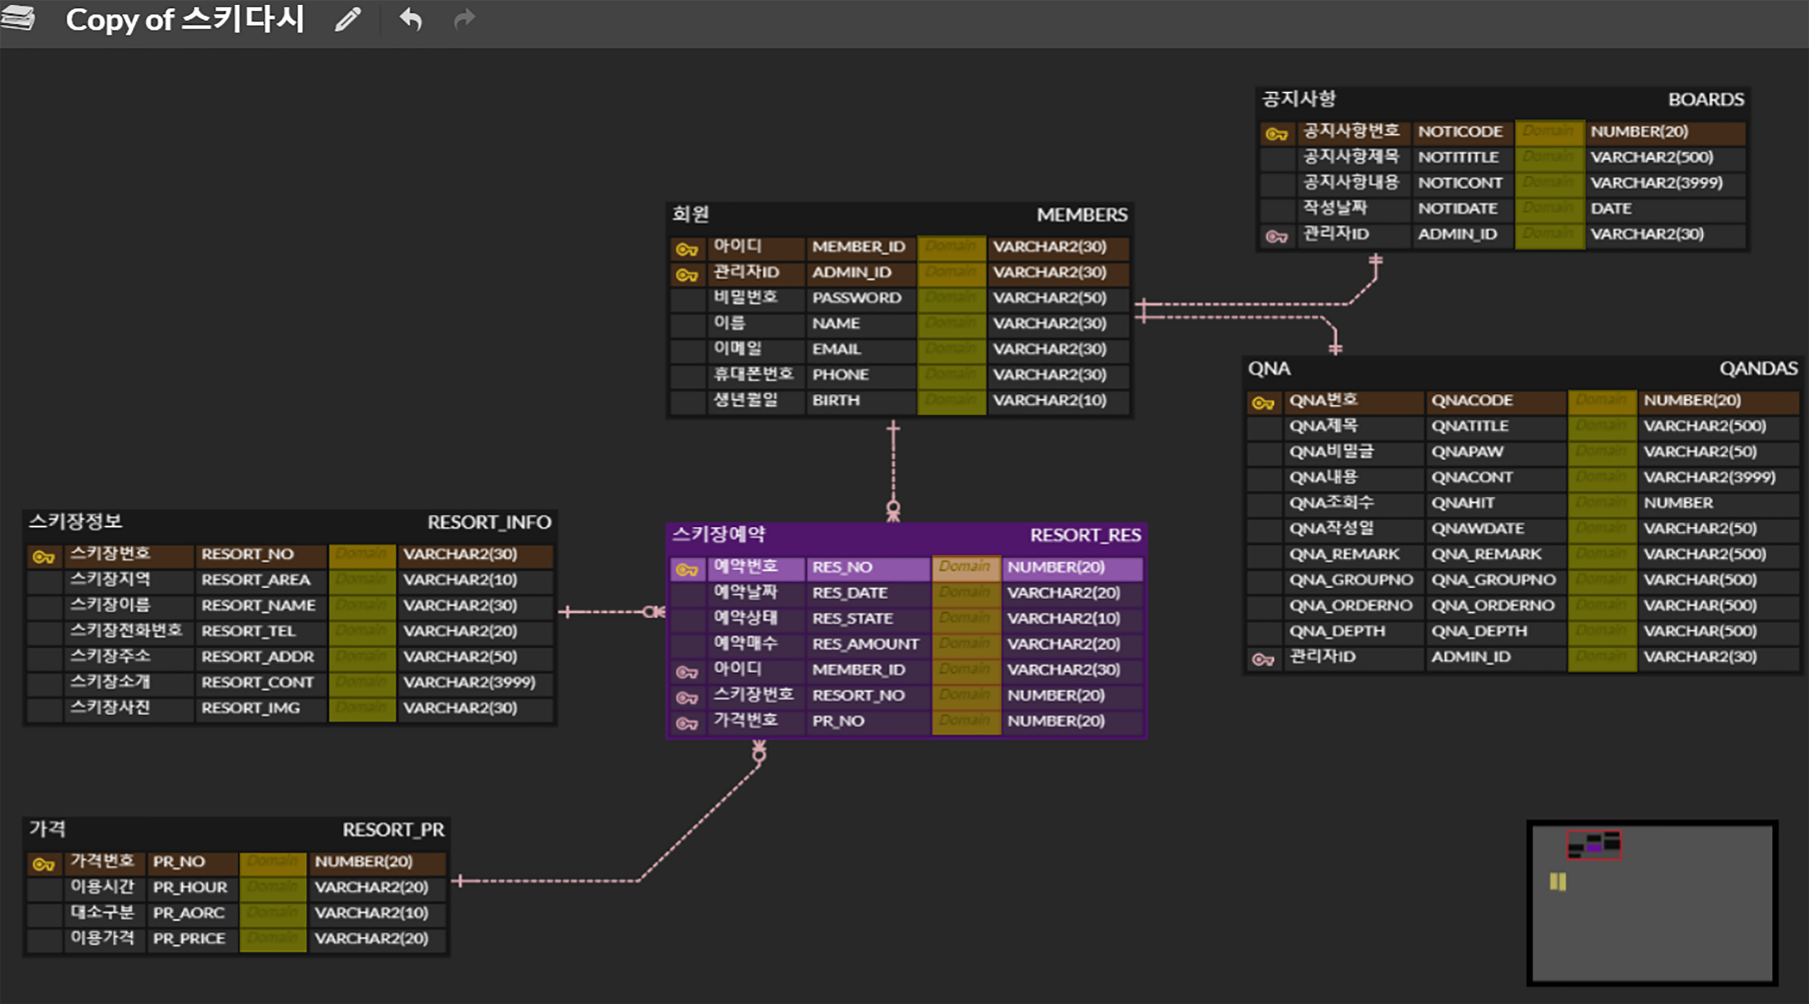 Copy of 스키다시
공지사항 BOARDS
공지사항번호 NOTICODE Domain NUMBER(20)
공지사항제목 NOTITITLE Domain VARCHAR2(500)
공지사항내용 NOTICONT Domain VARCHAR2(3999)
작성날짜 NOTIDATE Domain DATE
관리자ID ADMIN_ID Domain VARCHAR2(30)
회원 MEMBERS
아이디 MEMBER_ID Domain VARCHAR2(30)
관리자ID ADMIN_ID Domain VARCHAR2(30)
비밀번호 PASSWORD Domain VARCHAR2(50)
이름 NAME Domain VARCHAR2(30)
이메일 EMAIL Domain VARCHAR2(30)
휴대폰번호 PHONE Domain VARCHAR2(30)
생년월일 BIRTH Domain VARCHAR2(10)
QNA QANDAS
QNA번호 QNACODE Domain NUMBER(20)
QNA제목 QNATITLE Domain VARCHAR2(500)
QNA비밀글 QNAPAW Domain VARCHAR2(50)
QNA내용 QNACONT Domain VARCHAR2(3999)
QNA조회수 QNAHIT Domain NUMBER
QNA작성일 QNAWDATE Domain VARCHAR2(50)
QNA_REMARK QNA_REMARK Domain VARCHAR2(500)
QNA_GROUPNO QNA_GROUPNO Domain VARCHAR(500)
QNA_ORDERNO QNA_ORDERNO Domain VARCHAR(500)
QNA_DEPTH QNA_DEPTH Domain VARCHAR(500)
관리자ID ADMIN_ID Domain VARCHAR2(30)
스키장정보 RESORT_INFO
스키장번호 RESORT_NO Domain VARCHAR2(30)
스키장지역 RESORT_AREA Domain VARCHAR2(10)
스키장이름 RESORT_NAME Domain VARCHAR2(30)
스키장전화번호 RESORT_TEL Domain VARCHAR2(20)
스키장주소 RESORT_ADDR Domain VARCHAR2(50)
스키장소개 RESORT_CONT Domain VARCHAR2(3999)
스키장사진 RESORT_IMG Domain VARCHAR2(30)
스키장예약 RESORT_RES
예약번호 RES_NO Domain NUMBER(20)
예약날짜 RES_DATE Domain VARCHAR2(20)
예약상태 RES_STATE Domain VARCHAR2(10)
예약매수 RES_AMOUNT Domain VARCHAR2(20)
아이디 MEMBER_ID Domain VARCHAR2(30)
스키장번호 RESORT_NO Domain NUMBER(20)
가격번호 PR_NO Domain NUMBER(20)
가격 RESORT_PR
가격번호 PR_NO Domain NUMBER(20)
이용시간 PR_HOUR Domain VARCHAR2(20)
대소구분 PR_AORC Domain VARCHAR2(10)
이용가격 PR_PRICE Domain VARCHAR2(20)